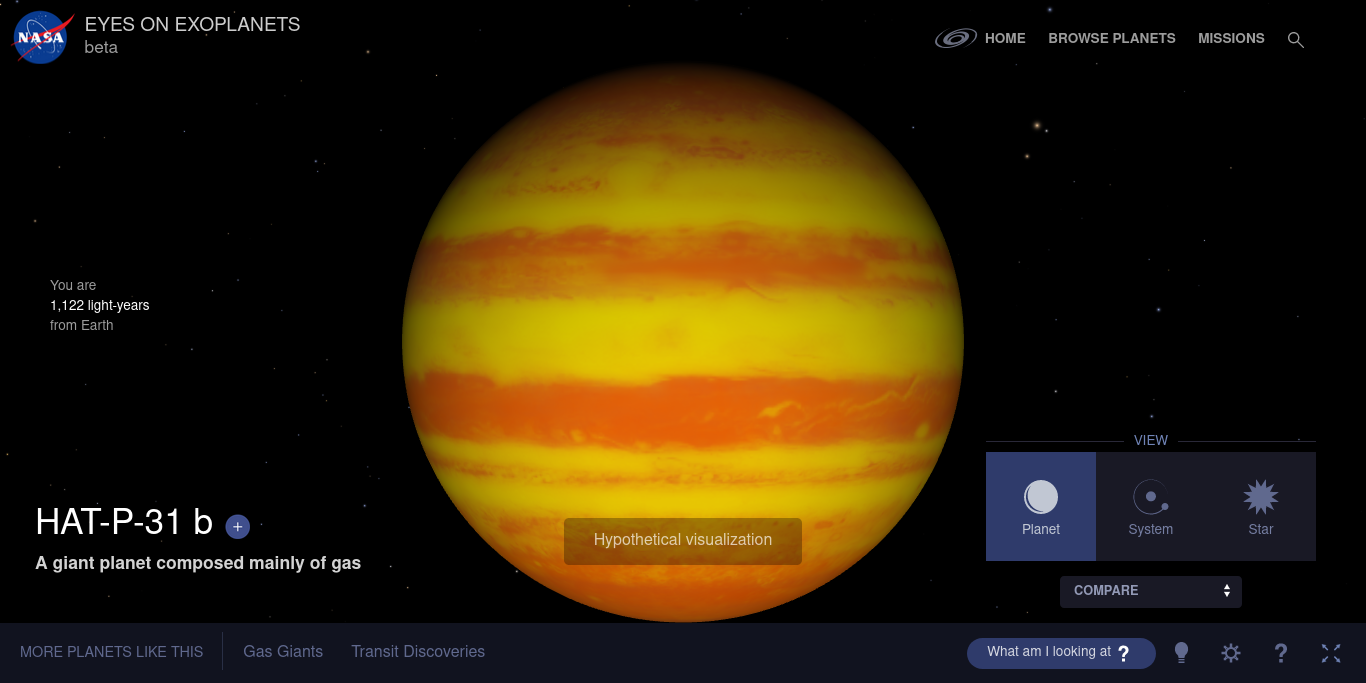 NASA
EYES ON EXOPLANETS
beta
HOME
BROWSE PLANETS
MISSIONS
You are
1,122 light-years
from Earth
HAT-P-31 b +
A giant planet composed mainly of gas
Hypothetical visualization
VIEW
Planet
System
Star
COMPARE
MORE PLANETS LIKE THIS
Gas Giants
Transit Discoveries
What am I looking at ?
?